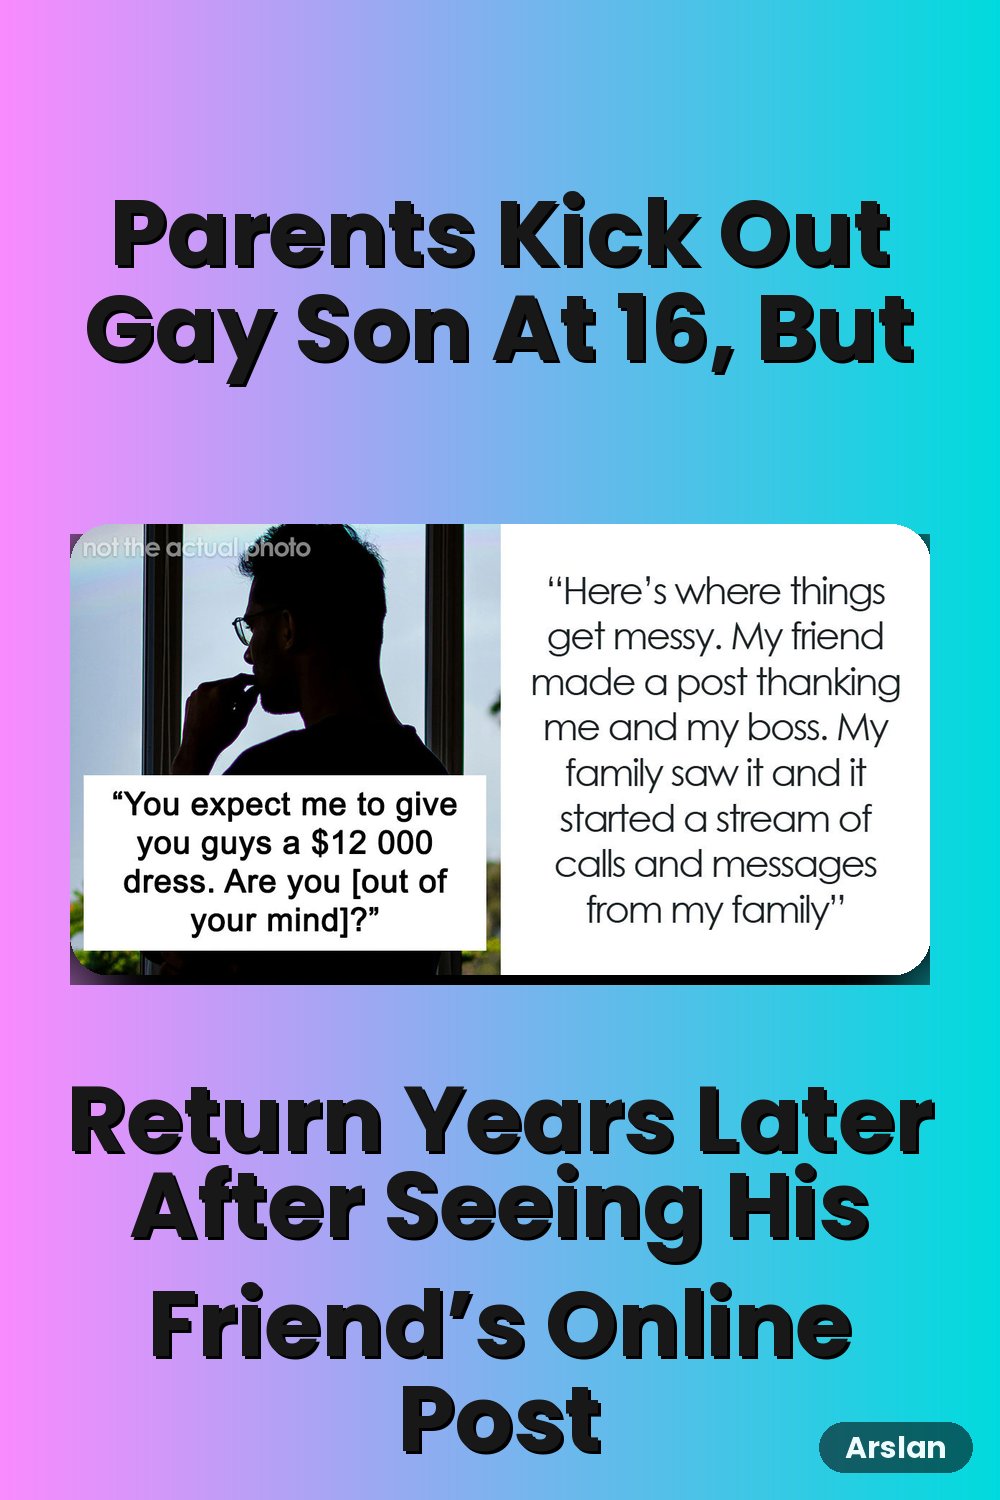 Parents Kick Out
Gay Son At 16, But
not the actual photo
“You expect me to give
you guys a $12 000
dress. Are you [out of
your mind]?”
“Here’s where things
get messy. My friend
made a post thanking
me and my boss. My
family saw it and it
started a stream of
calls and messages
from my family”
Return Years Later
After Seeing His
Friend’s Online
Post
Arslan